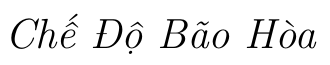 Chế Độ Bão Hòa